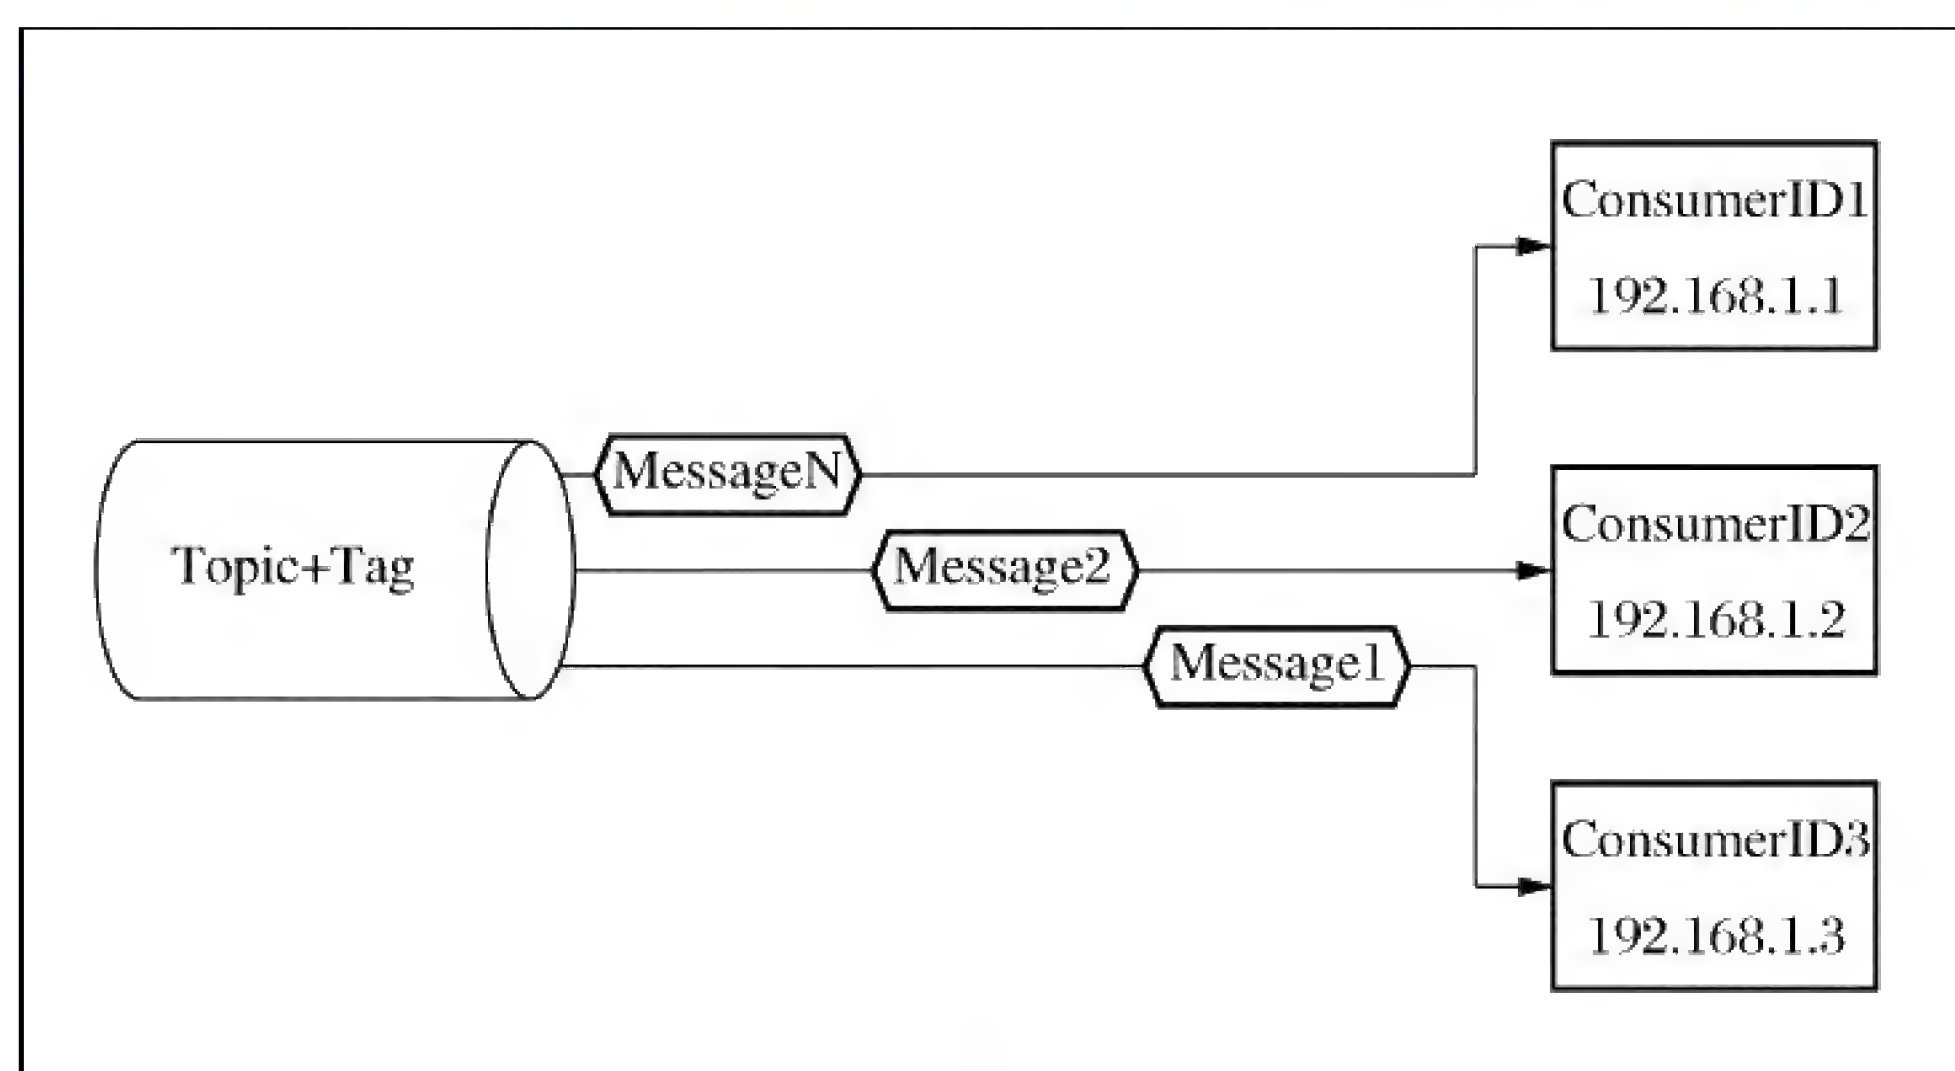 ConsumerID1
192.168.1.1
MessageN
Topic+Tag
Message2
ConsumerID2
192.168.1.2
Message1
ConsumerID3
192.168.1.3